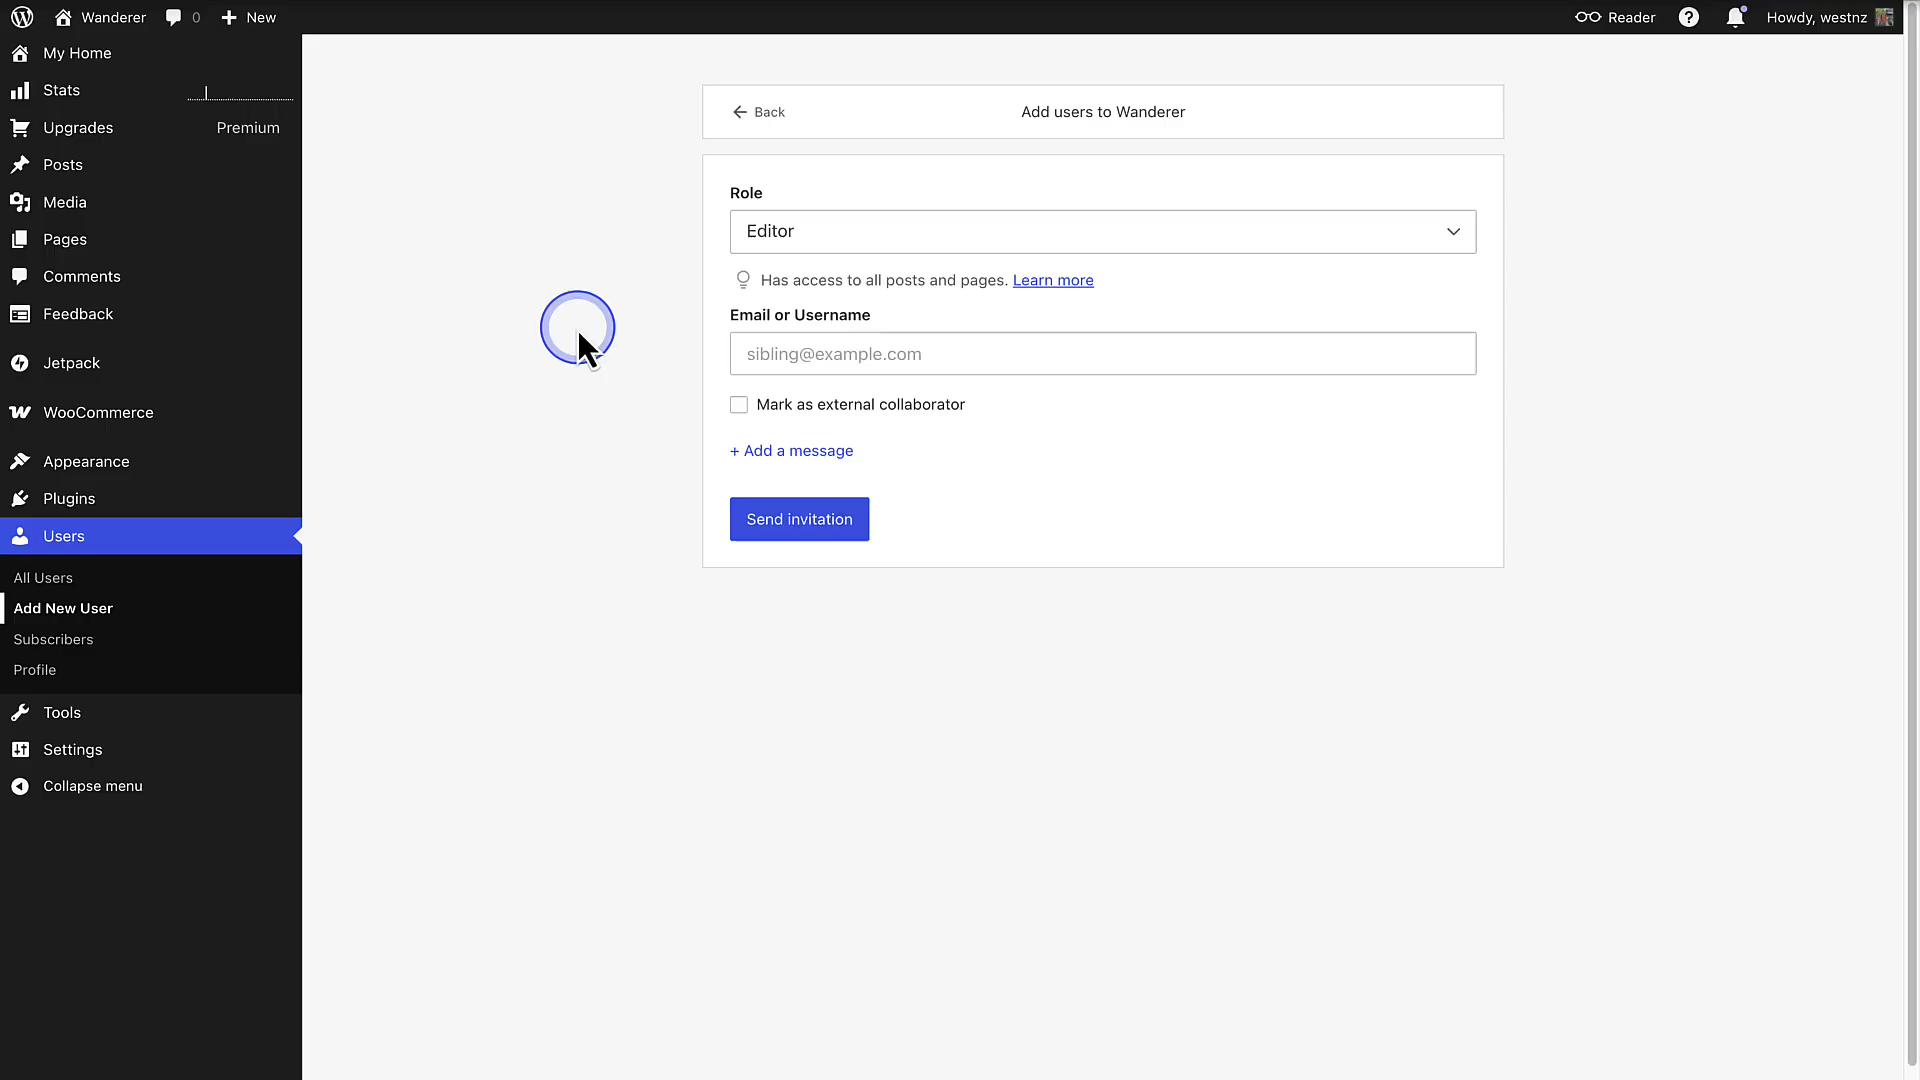 Wanderer
0
New
Reader
Howdy, westnz
My Home
Stats
Upgrades
Premium
Posts
Media
Pages
Comments
Feedback
Jetpack
WooCommerce
Appearance
Plugins
Users
All Users
Add New User
Subscribers
Profile
Tools
Settings
Collapse menu
Back
Add users to Wanderer
Role
Editor
Has access to all posts and pages. Learn more
Email or Username
sibling@example.com
Mark as external collaborator
+ Add a message
Send invitation